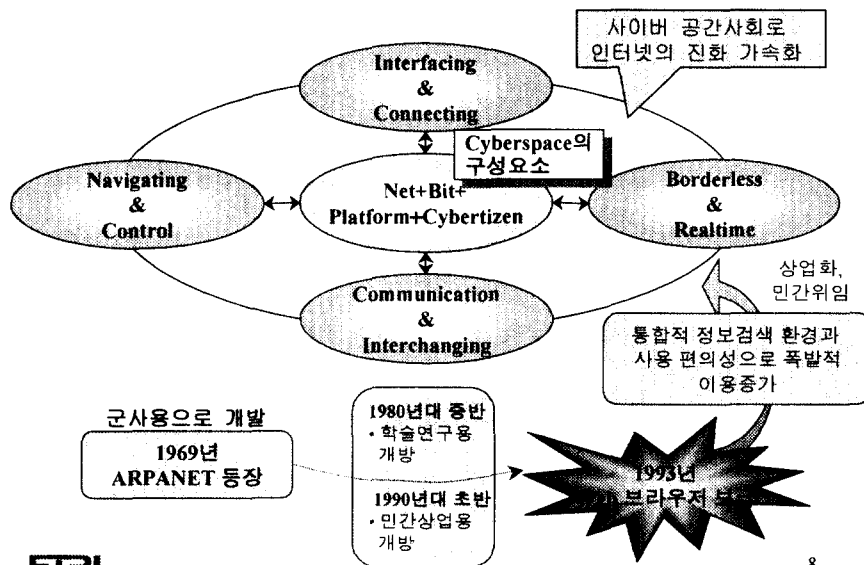 사이버 공간사회로
인터넷의 진화 가속화
Interfacing
&
Connecting
Cyberspace의
구성요소
Navigating
&
Control
Net+Bit+
Platform+Cybertizen
Borderless
&
Realtime
Communication
&
Interchanging
상업화,
민간위임
통합적 정보검색 환경과
사용 편의성으로 폭발적
이용증가
군사용으로 개발
1969년
ARPANET 등장
1980년대 중반
· 학술연구용
개방
1990년대 초반
· 민간상업용
개방
1993년
브라우저
ETRI
8